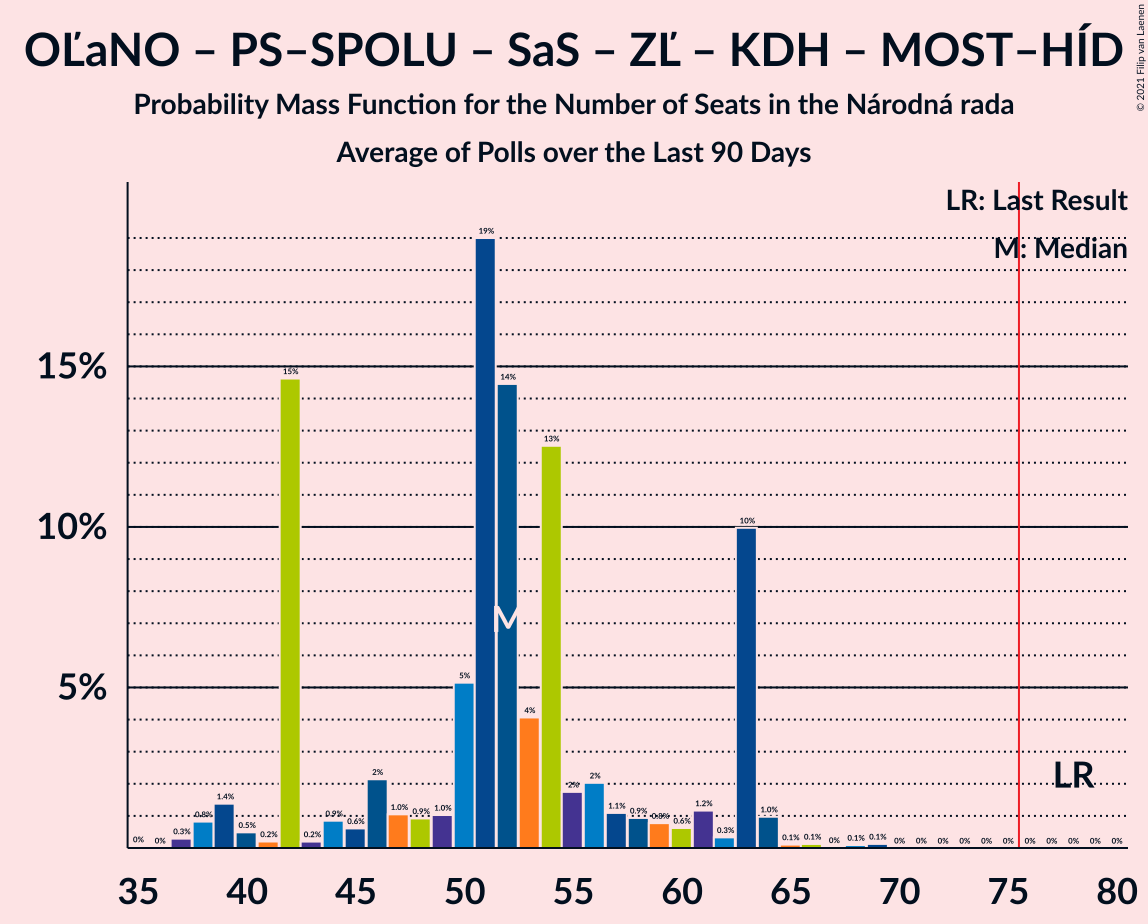 OĽaNO – PS–SPOLU – SaS – ZĽ – KDH – MOST–HÍD
Probability Mass Function for the Number of Seats in the Národná rada
Average of Polls over the Last 90 Days
© 2021 Filip van Laenen
LR: Last Result
M: Median
15%
10%
5%
0% 0% 0.3% 0.8% 1.4% 0.5% 0.2% 15% 0.2% 0.9% 0.6% 2% 1.0% 0.9% 1.0% 5% 19% 14% 4% 13% 2% 2% 1.1% 0.9% 0.8% 0.6% 1.2% 0.3% 10% 1.0% 0.1% 0.1% 0% 0.1% 0.1% 0% 0% 0% 0% 0% 0% 0% 0% 0% 0% 0%
M
LR
35 40 45 50 55 60 65 70 75 80